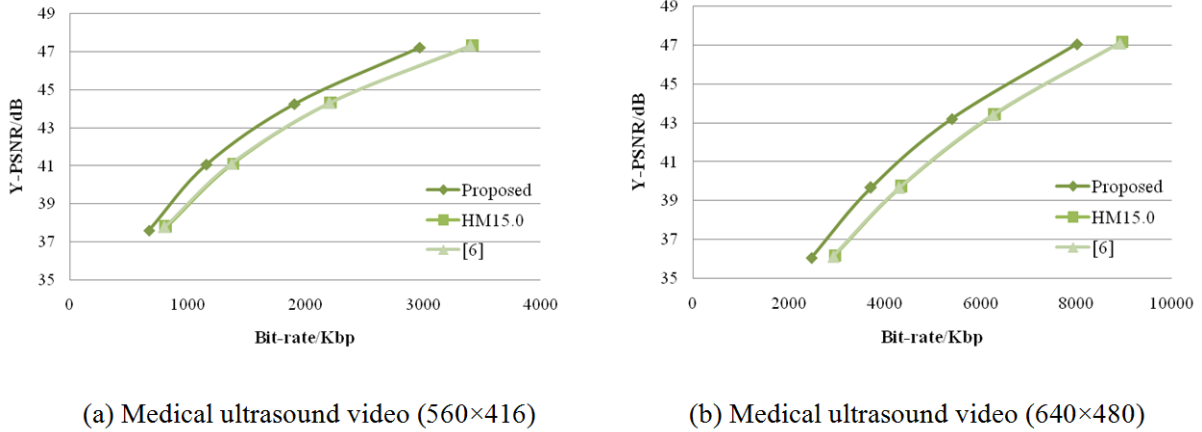 49
47
45
43
41
39
37
35
Y-PSNR/dB
0 1000 2000 3000 4000
Bit-rate/Kbp
Proposed
HM15.0
[6]
(a) Medical ultrasound video (560×416)
49
47
45
43
41
39
37
35
Y-PSNR/dB
0 2000 4000 6000 8000 10000
Bit-rate/Kbp
Proposed
HM15.0
[6]
(b) Medical ultrasound video (640×480)